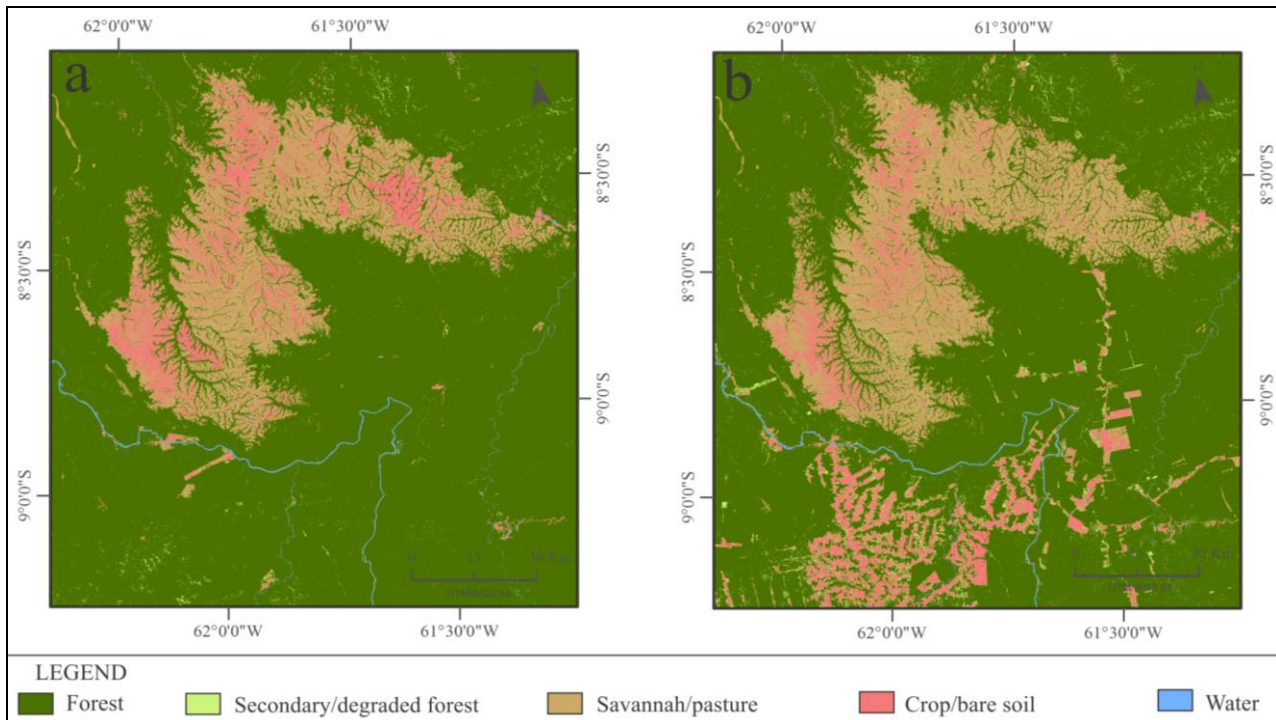 62°0'0"W 61°30'0"W 62°0'0"W 61°30'0"W
a b
8°30'0"S 8°30'0"S
8°30'0"S 8°30'0"S
9°0'0"S 9°0'0"S
9°0'0"S 9°0'0"S
0 15 30 Km 0 15 30 Km
62°0'0"W 61°30'0"W 62°0'0"W 61°30'0"W
LEGEND
Forest Secondary/degraded forest Savannah/pasture Crop/bare soil Water